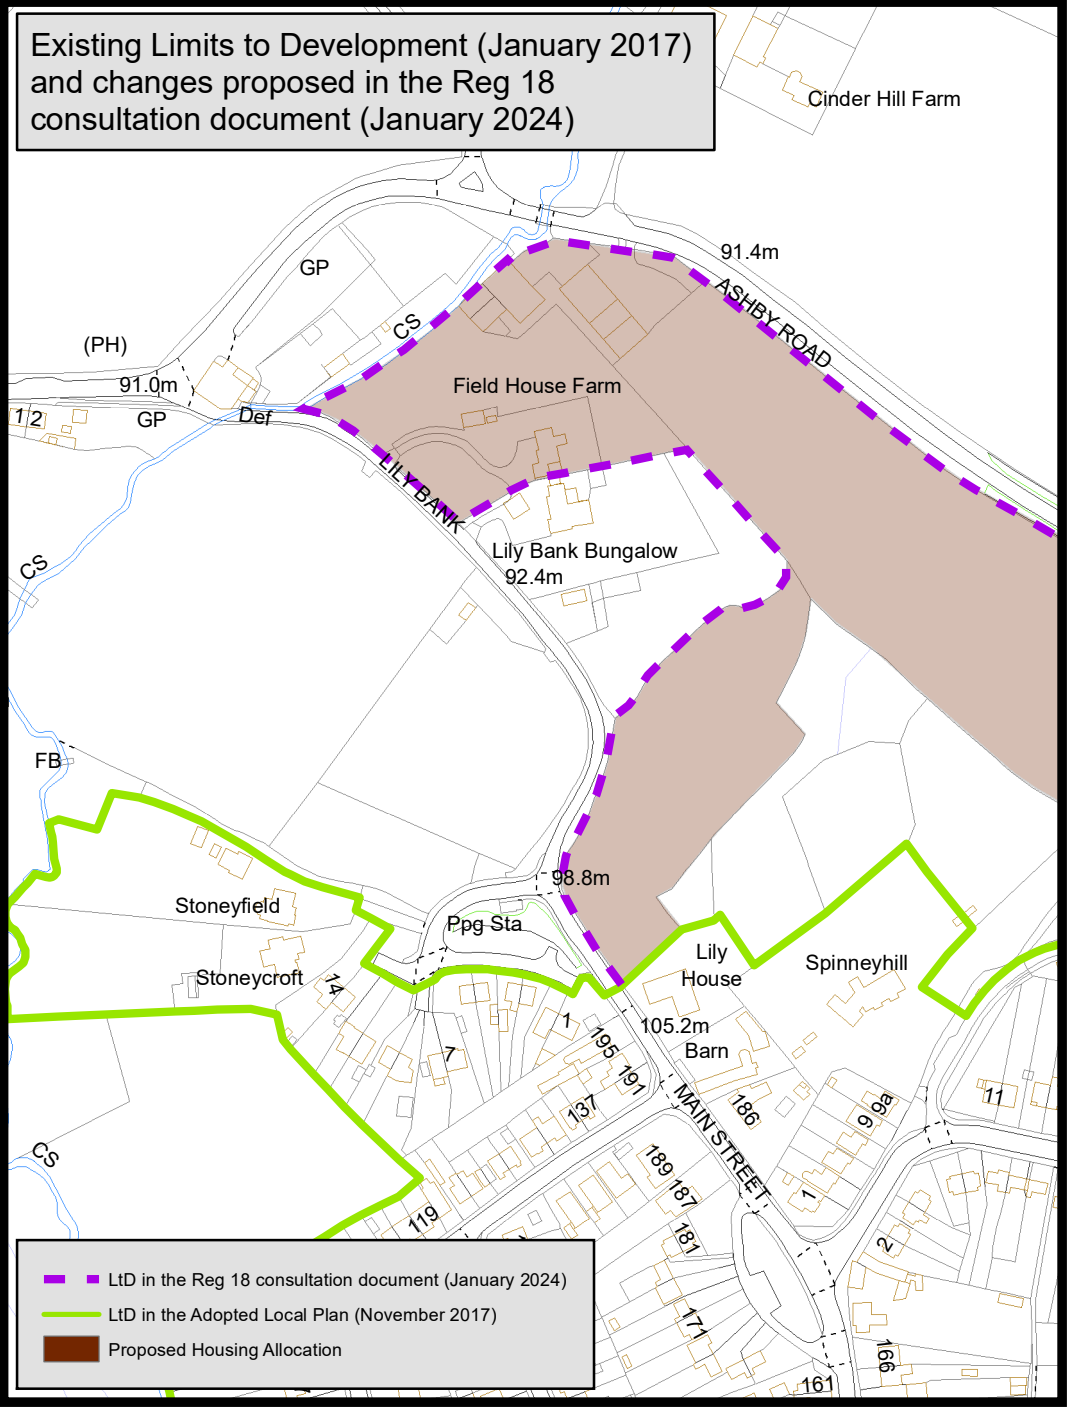 Existing Limits to Development (January 2017)
and changes proposed in the Reg 18
consultation document (January 2024)
Cinder Hill Farm
91.4m
GP
ASHBY ROAD
CS
(PH)
91.0m
Field House Farm
1 2
GP
Def
LILY BANK
Lily Bank Bungalow
92.4m
CS
FB
98.8m
Stoneyfield
Ppg Sta
Lily
House
Spinneyhill
Stoneycroft
14
1
105.2m
195
Barn
7
191
MAIN STREET
137
186
9
9a
11
CS
189
187
1
119
181
2
171
166
161
LtD in the Reg 18 consultation document (January 2024)
LtD in the Adopted Local Plan (November 2017)
Proposed Housing Allocation